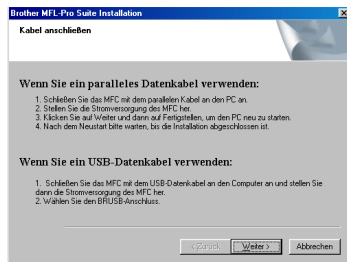 Brother MFL-Pro Suite Installation
Kabel anschließen
Wenn Sie ein paralleles Datenkabel verwenden:
1. Schließen Sie das MFC mit dem parallelen Kabel an den PC an.
2. Stellen Sie die Stromversorgung des MFC her.
3. Klicken Sie auf Weiter und dann auf Fertigstellen, um den PC neu zu starten.
4. Nach dem Neustart bitte warten, bis die Installation abgeschlossen ist.
Wenn Sie ein USB-Datenkabel verwenden:
1. Schließen Sie das MFC mit dem USB-Datenkabel an den Computer an und stellen Sie
dann die Stromversorgung des MFC her.
2. Wählen Sie den BRUSB-Anschluss.
< Zurück Weiter > Abbrechen